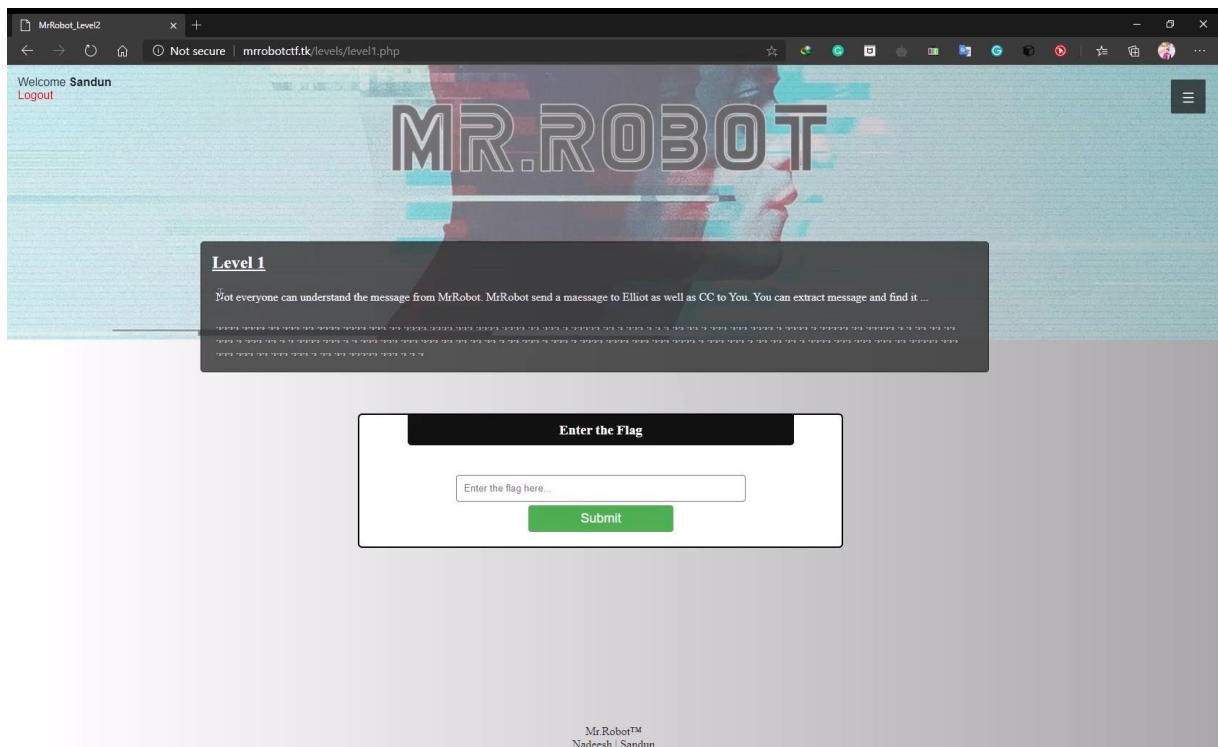 MrRobot_Level2
Not secure | mrrobotctf.tk/levels/level1.php
Welcome Sandun
Logout
MR.ROBOT
Level 1
Not everyone can understand the message from MrRobot. MrRobot send a maessage to Elliot as well as CC to You. You can extract message and find it ...
Enter the Flag
Enter the flag here...
Submit
Mr.Robot™
Nadeesh | Sandun